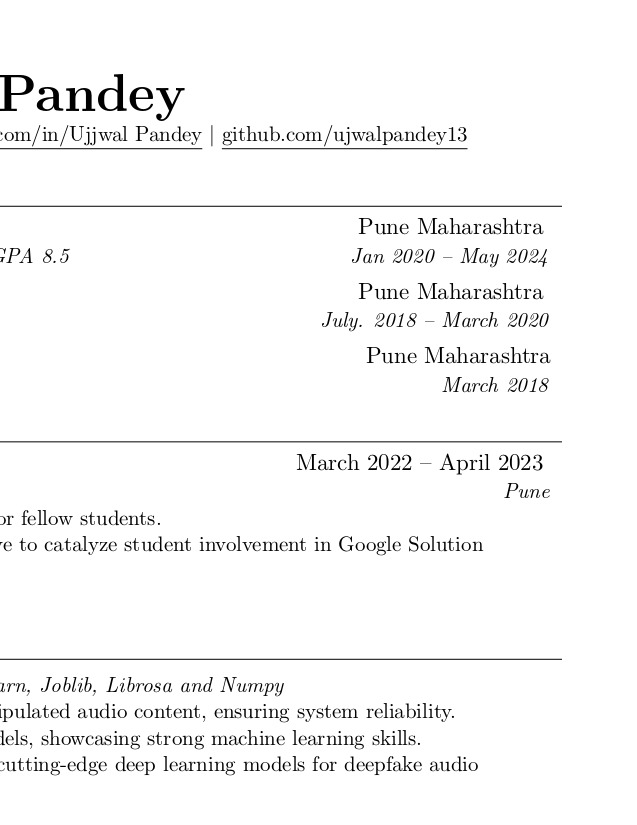 Pandey
com/in/Ujjwal Pandey | github.com/ujwalpandey13
Pune Maharashtra
GPA 8.5 Jan 2020 – May 2024
Pune Maharashtra
July. 2018 – March 2020
Pune Maharashtra
March 2018
March 2022 – April 2023
Pune
or fellow students.
ve to catalyze student involvement in Google Solution
arn, Joblib, Librosa and Numpy
ipulated audio content, ensuring system reliability.
dels, showcasing strong machine learning skills.
cutting-edge deep learning models for deepfake audio